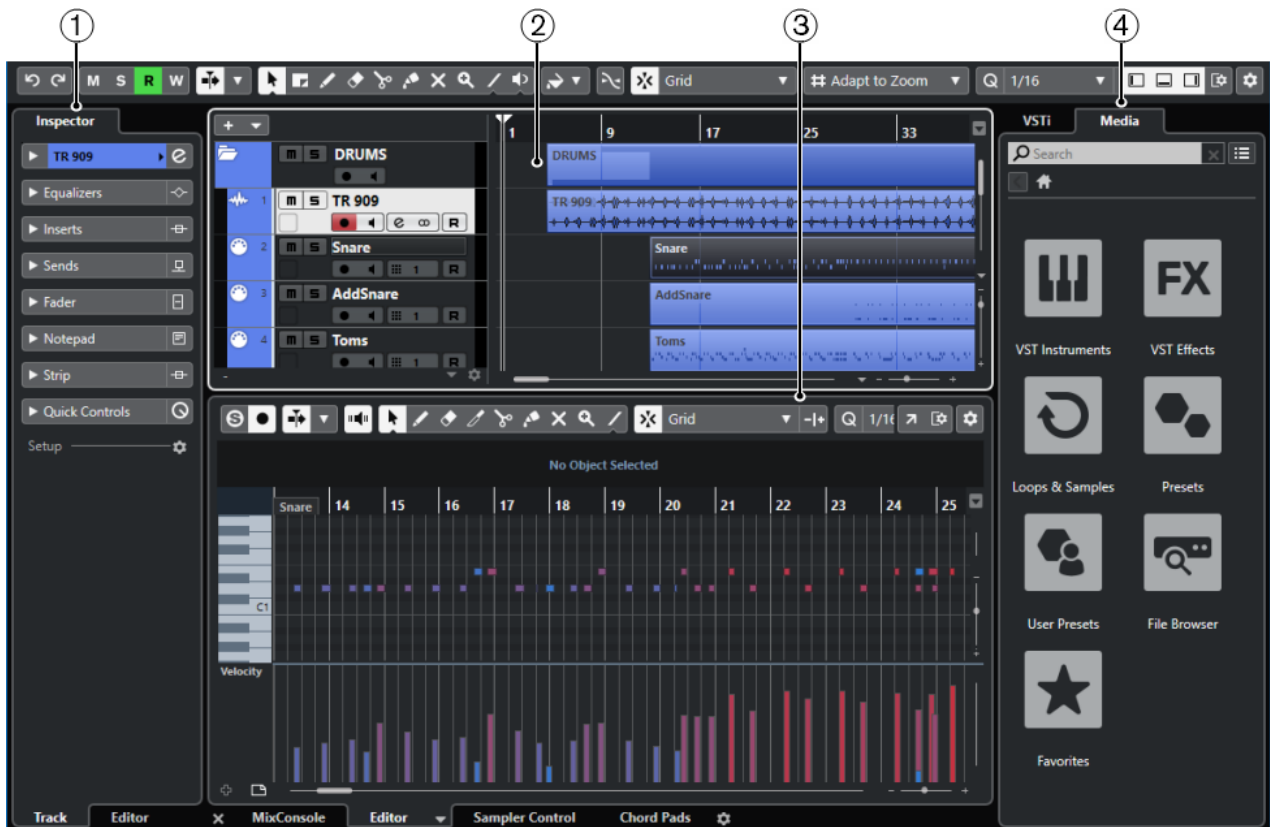 1 2 3 4
M S R W Grid Adapt to Zoom Q 1/16
Inspector
TR 909
Equalizers
Inserts
Sends
Fader
Notepad
Strip
Quick Controls
Setup
1 9 17 25 33
m S DRUMS
DRUMS
1 m S TR 909
R
TR 909
2 m S Snare
1 R
Snare
3 m S AddSnare
1 R
AddSnare
4 m S Toms
1 R
Toms
VSTi Media
Search
VST Instruments
FX
VST Effects
Loops & Samples
Presets
User Presets
File Browser
Favorites
S Grid Q 1/16
No Object Selected
Snare 14 15 16 17 18 19 20 21 22 23 24 25
C1
Velocity
Track Editor
MixConsole Editor Sampler Control Chord Pads